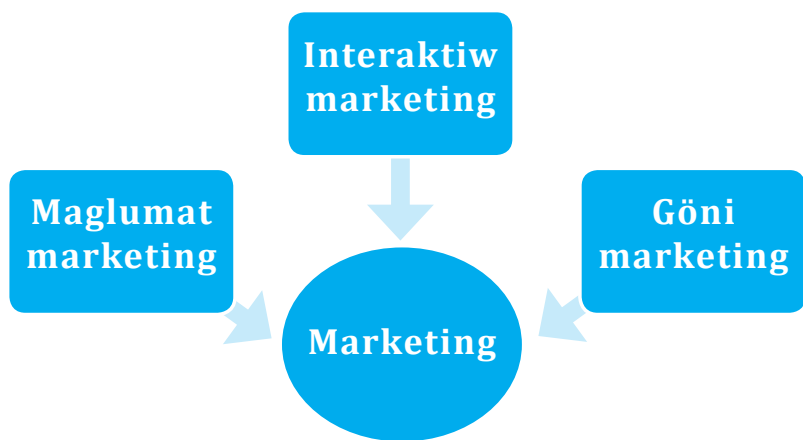 Interaktiw
marketing
Maglumat
marketing
Göni
marketing
Marketing